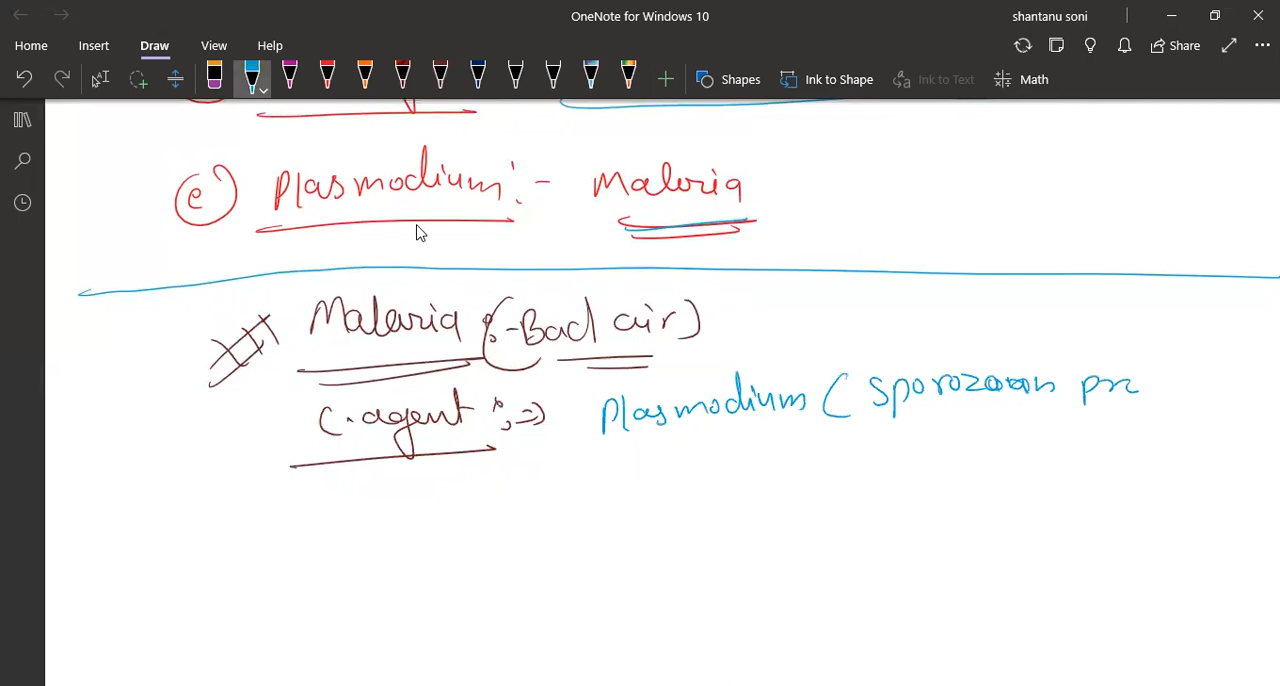 OneNote for Windows 10
shantanu soni
Home Insert Draw View Help
Share
Shapes Ink to Shape Ink to Text Math
e) Plasmodium :- Malaria
Malaria (:-Bad air)
C.agent :⇒ Plasmodium ( Sporozoan pro